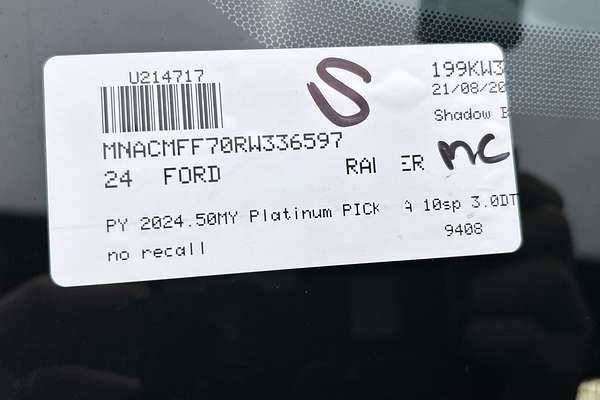 U214717
S
199KW3
21/08/20
Shadow B
MNACMFF70RW336597
24 FORD RA ER
mc
PY 2024.50MY Platinum PICK A 10sp 3.0DT
9408
no recall